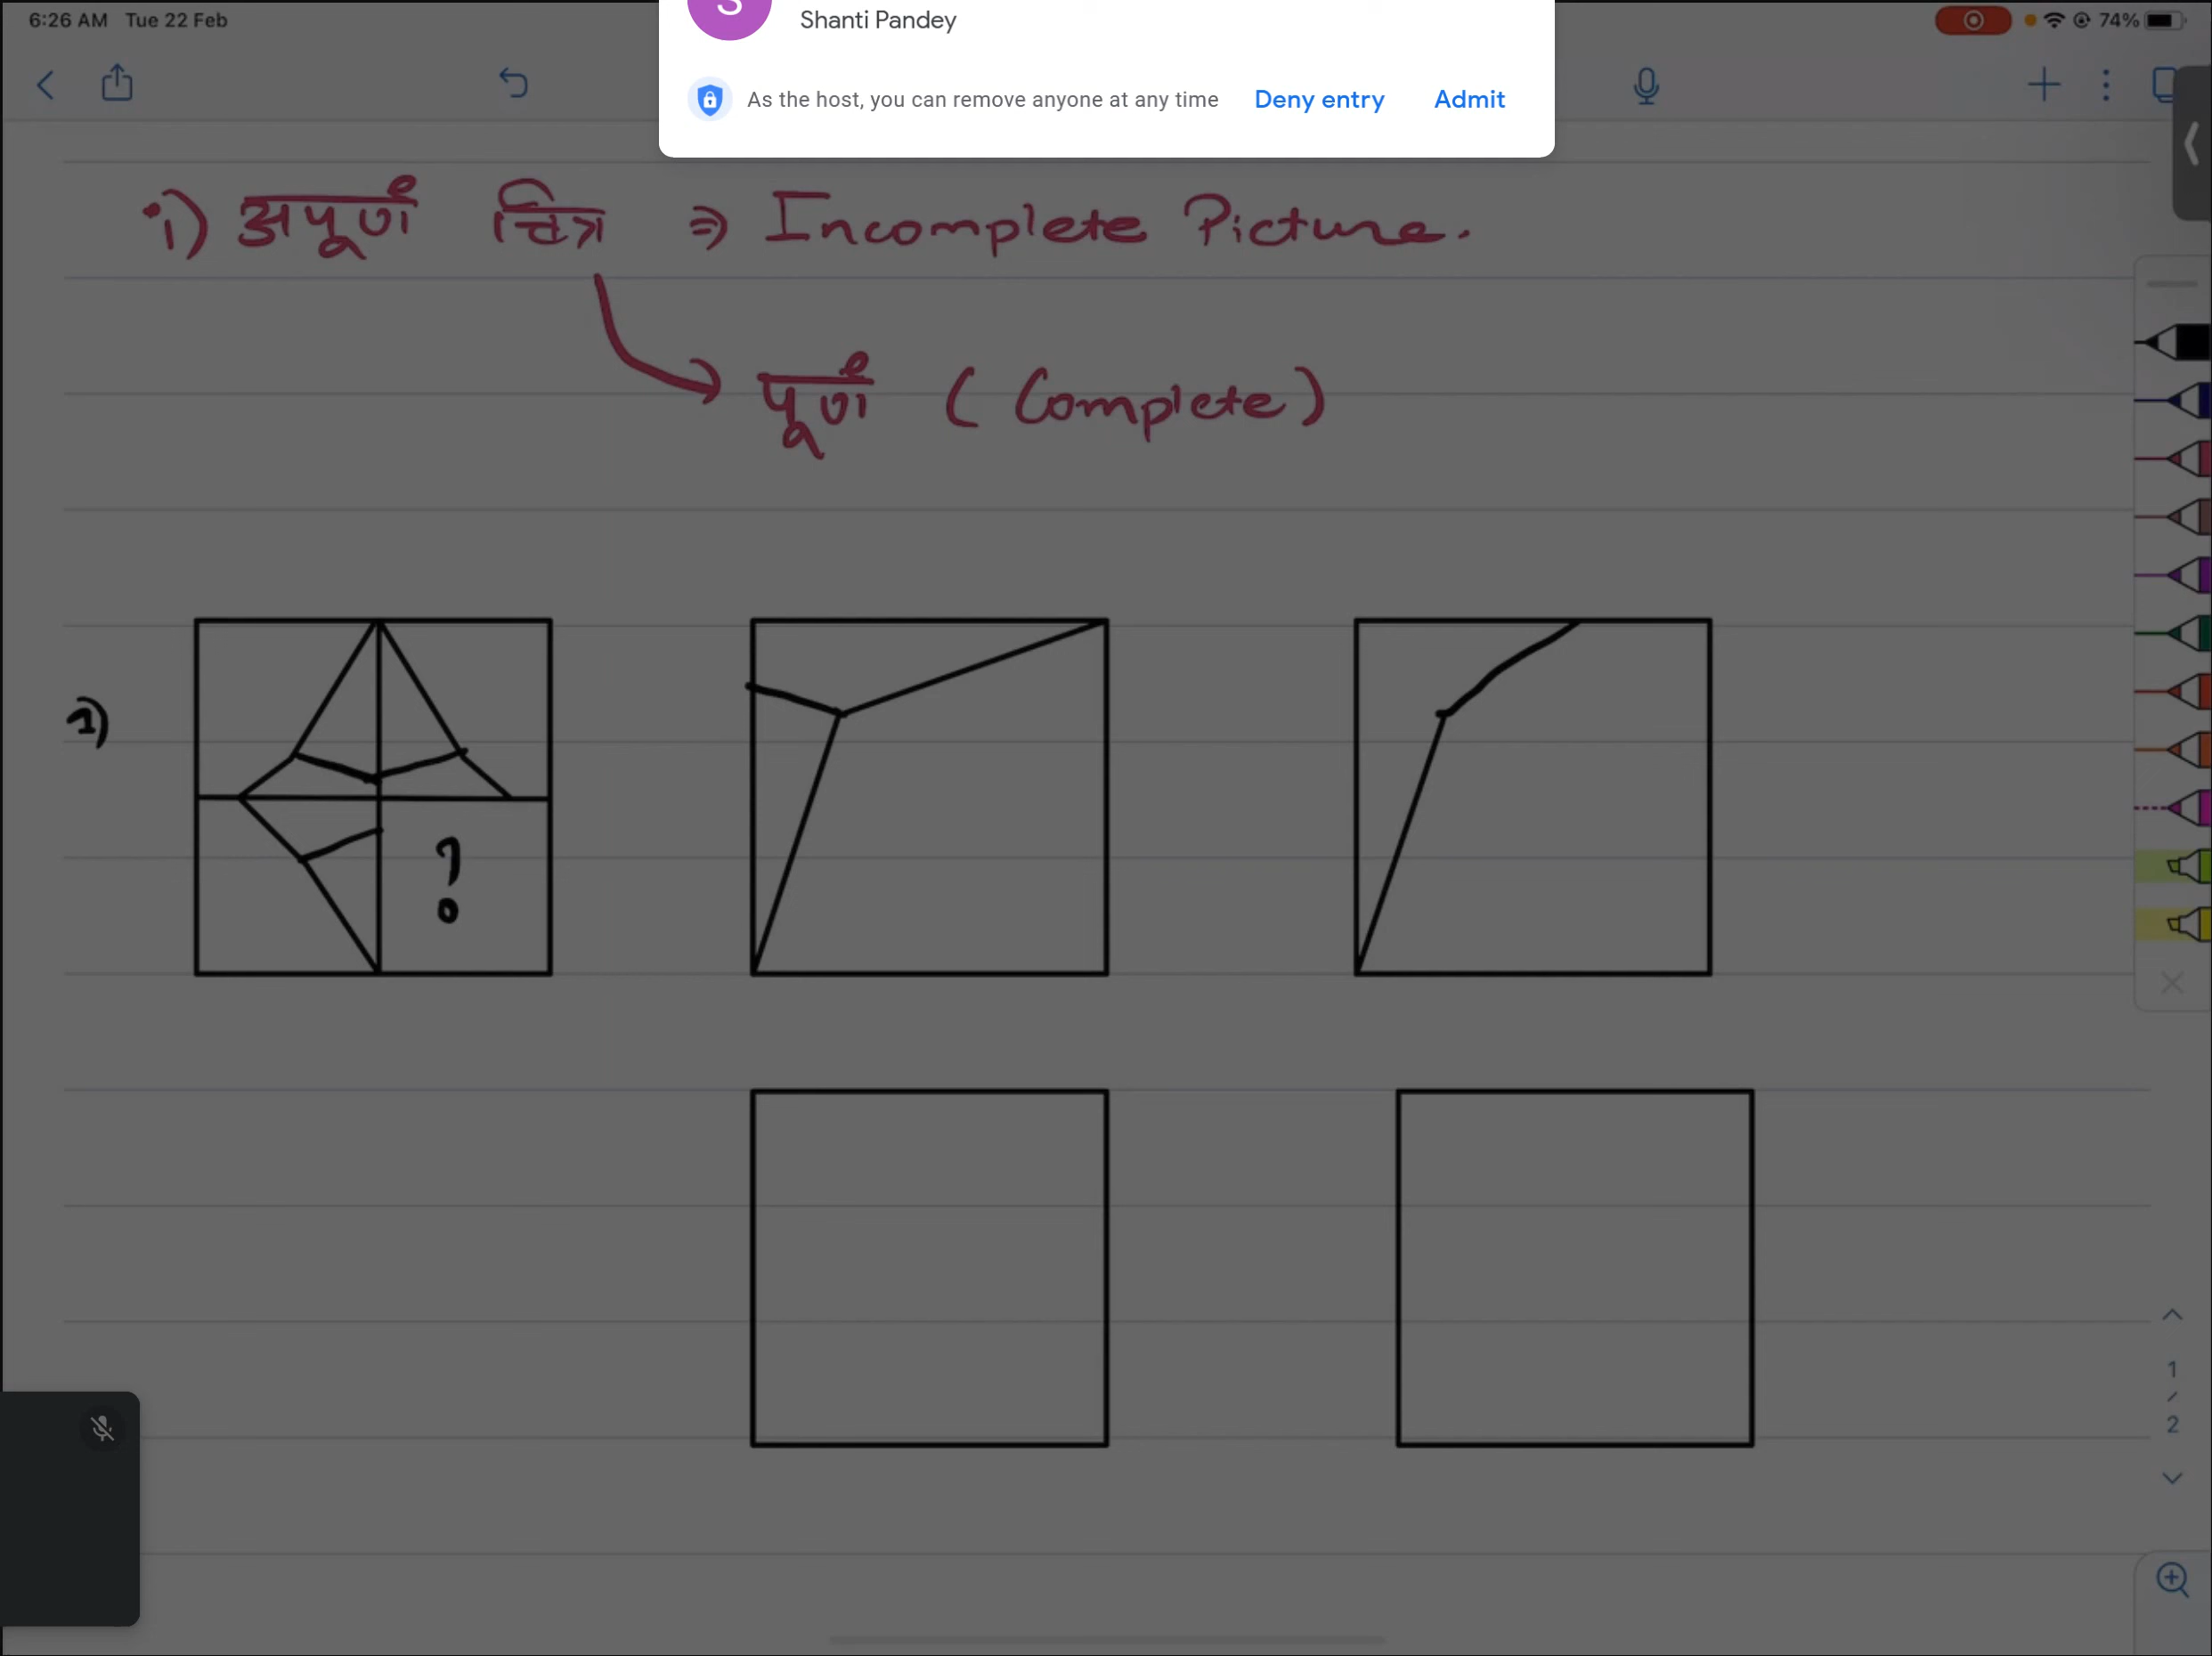 6:26 AM Tue 22 Feb
Shanti Pandey
74%
As the host, you can remove anyone at any time Deny entry Admit
i) अपूर्ण चित्र ⇒ Incomplete Picture.
पूर्ण (Complete)
1)
?
1
/
2